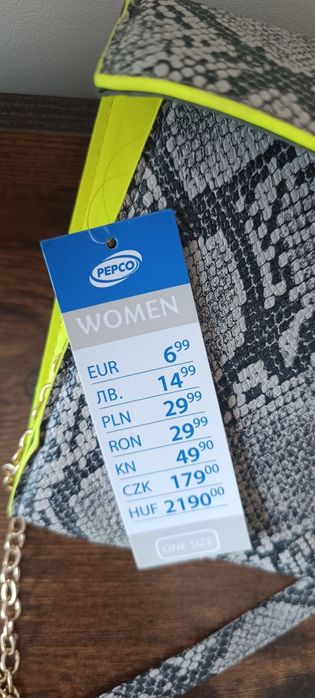 PEPCO
WOMEN
EUR 6 99
ЛВ. 14 99
PLN 29 99
RON 29 99
KN 49 90
CZK 179 00
HUF 2190 00
ONE SIZE